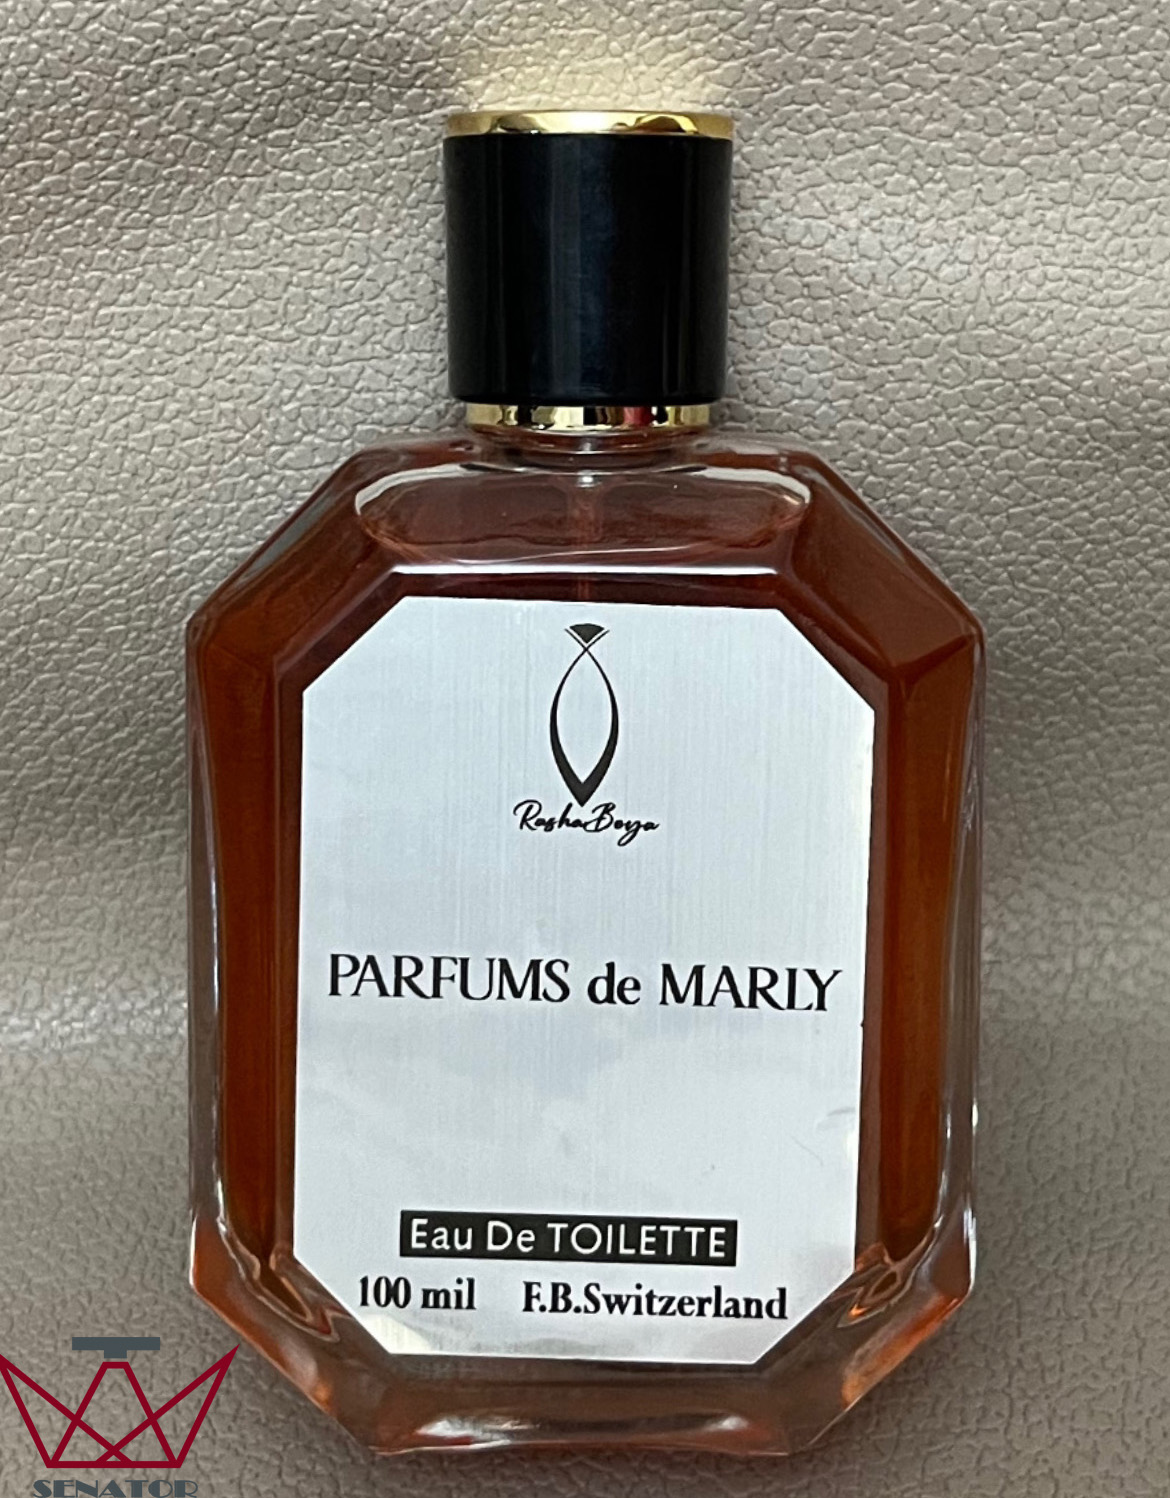 RashaBoya
PARFUMS de MARLY
Eau De TOILETTE
100 mil F.B.Switzerland
SENATOR